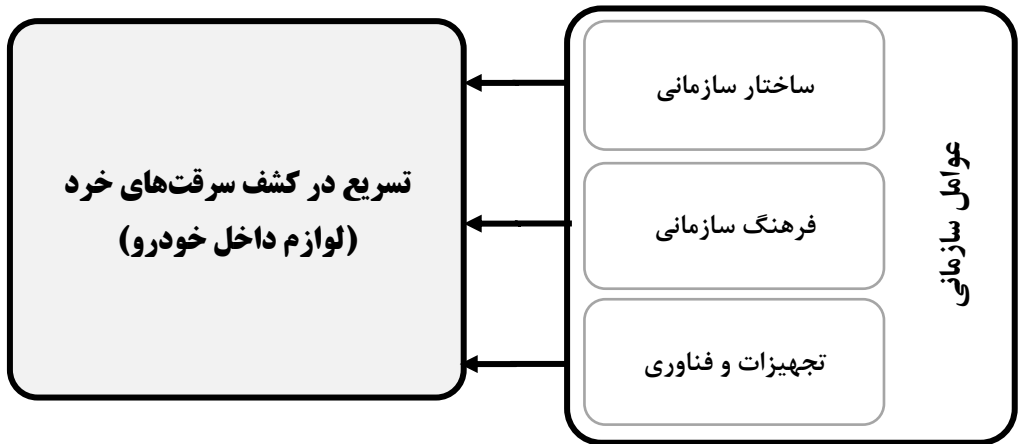 عوامل سازمانی
ساختار سازمانی
فرهنگ سازمانی
تجهیزات و فناوری
تسریع در کشف سرقت‌های خرد
(لوازم داخل خودرو)